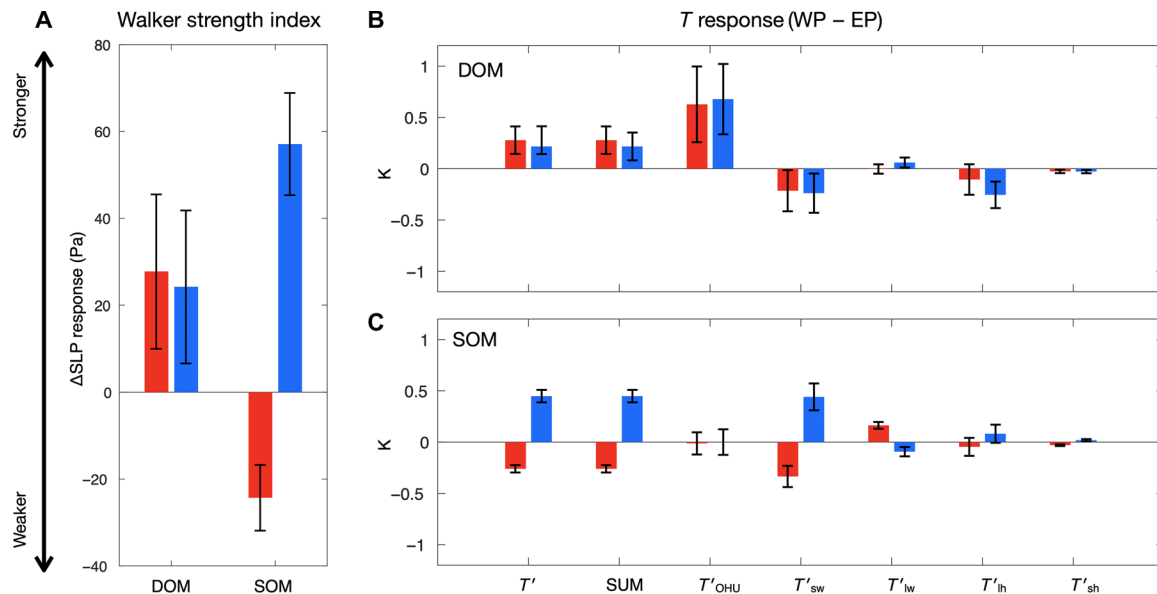 A
Walker strength index
Stronger
Weaker
ΔSLP response (Pa)
80
60
40
20
0
−20
−40
DOM
SOM
B
T response (WP – EP)
DOM
K
1
0.5
0
−0.5
−1
C
SOM
K
1
0.5
0
−0.5
−1
T′
SUM
T′OHU
T′sw
T′lw
T′lh
T′sh